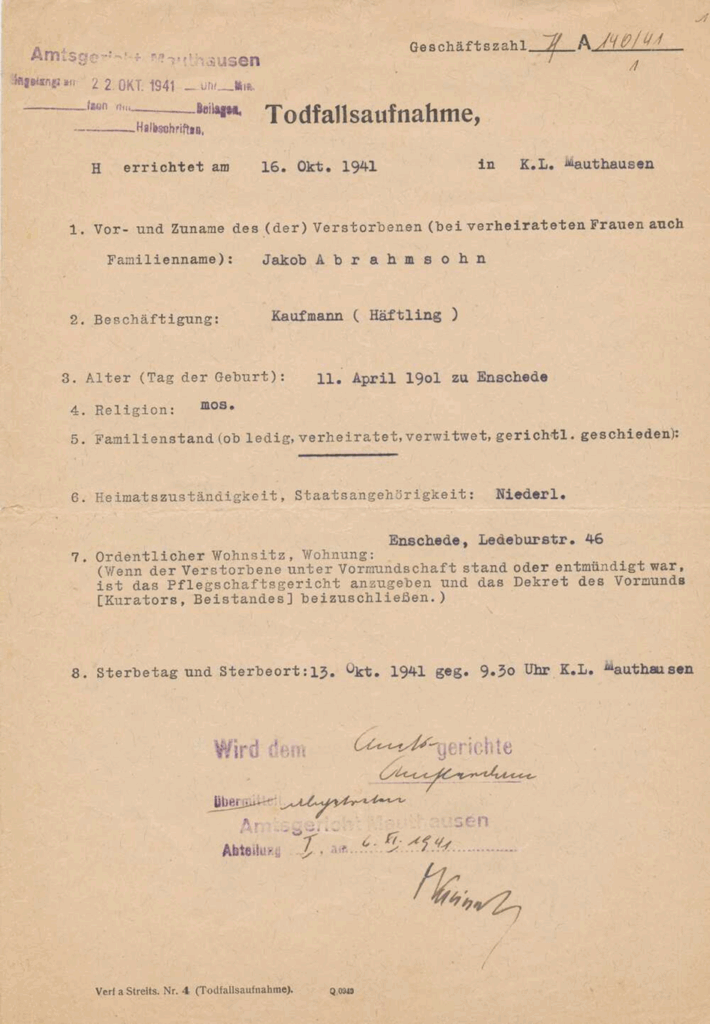 1
Geschäftszahl A 140/41
1
Amtsgericht Mauthausen
Eingelangt am 22. OKT. 1941 Uhr Min.
fach mit Beilagen,
Halbschriften,
Todfallsaufnahme,
H errichtet am 16. Okt. 1941 in K.L. Mauthausen
1. Vor- und Zuname des (der) Verstorbenen (bei verheirateten Frauen auch
Familienname): Jakob Abrahmsohn
2. Beschäftigung: Kaufmann ( Häftling )
3. Alter (Tag der Geburt): 11. April 19o1 zu Enschede
4. Religion: mos.
5. Familienstand (ob ledig, verheiratet, verwitwet, gerichtl. geschieden):
6. Heimatszuständigkeit, Staatsangehörigkeit: Niederl.
Enschede, Ledeburstr. 46
7. Ordentlicher Wohnsitz, Wohnung:
(Wenn der Verstorbene unter Vormundschaft stand oder entmündigt war,
ist das Pflegschaftsgericht anzugeben und das Dekret des Vormunds
[Kurators, Beistandes] beizuschließen.)
8. Sterbetag und Sterbeort: 13. Okt. 1941 geg. 9.3o Uhr K.L. Mauthausen
Wird dem Amtsgerichte
Übermittelt
Amtsgericht Mauthausen
Abteilung I, am 6. XI. 1941
Verf a Streits. Nr. 4 (Todfallsaufnahme). Q 0943